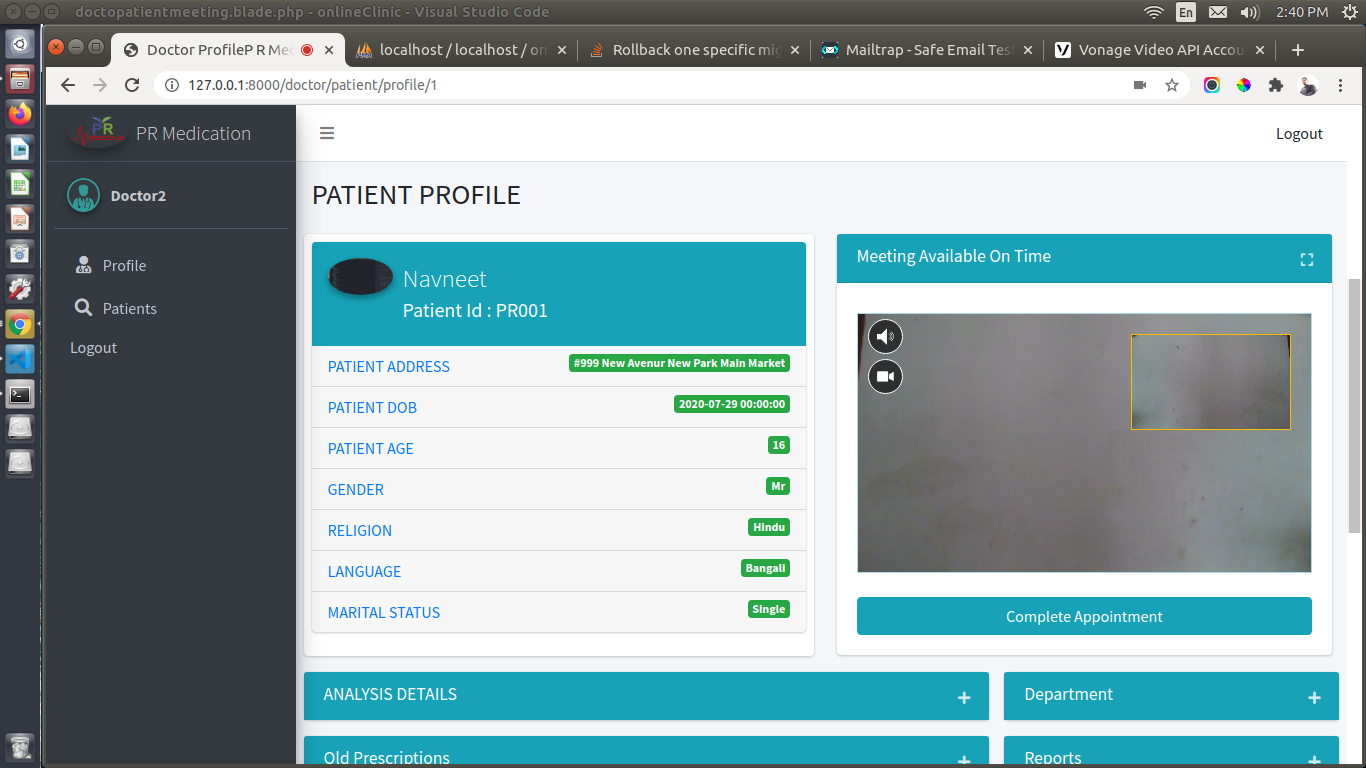 doctopatientmeeting.blade.php - onlineClinic - Visual Studio Code
En
2:40 PM
Doctor ProfileP R Med
localhost / localhost / on
Rollback one specific mig
Mailtrap - Safe Email Test
Vonage Video API Accou
127.0.0.1:8000/doctor/patient/profile/1
PR
PR Medication
Logout
Doctor2
Profile
Patients
Logout
PATIENT PROFILE
Navneet
Patient Id : PR001
PATIENT ADDRESS
#999 New Avenur New Park Main Market
PATIENT DOB
2020-07-29 00:00:00
PATIENT AGE
16
GENDER
Mr
RELIGION
Hindu
LANGUAGE
Bangali
MARITAL STATUS
Single
Meeting Available On Time
Complete Appointment
ANALYSIS DETAILS
Department
Old Prescriptions
Reports